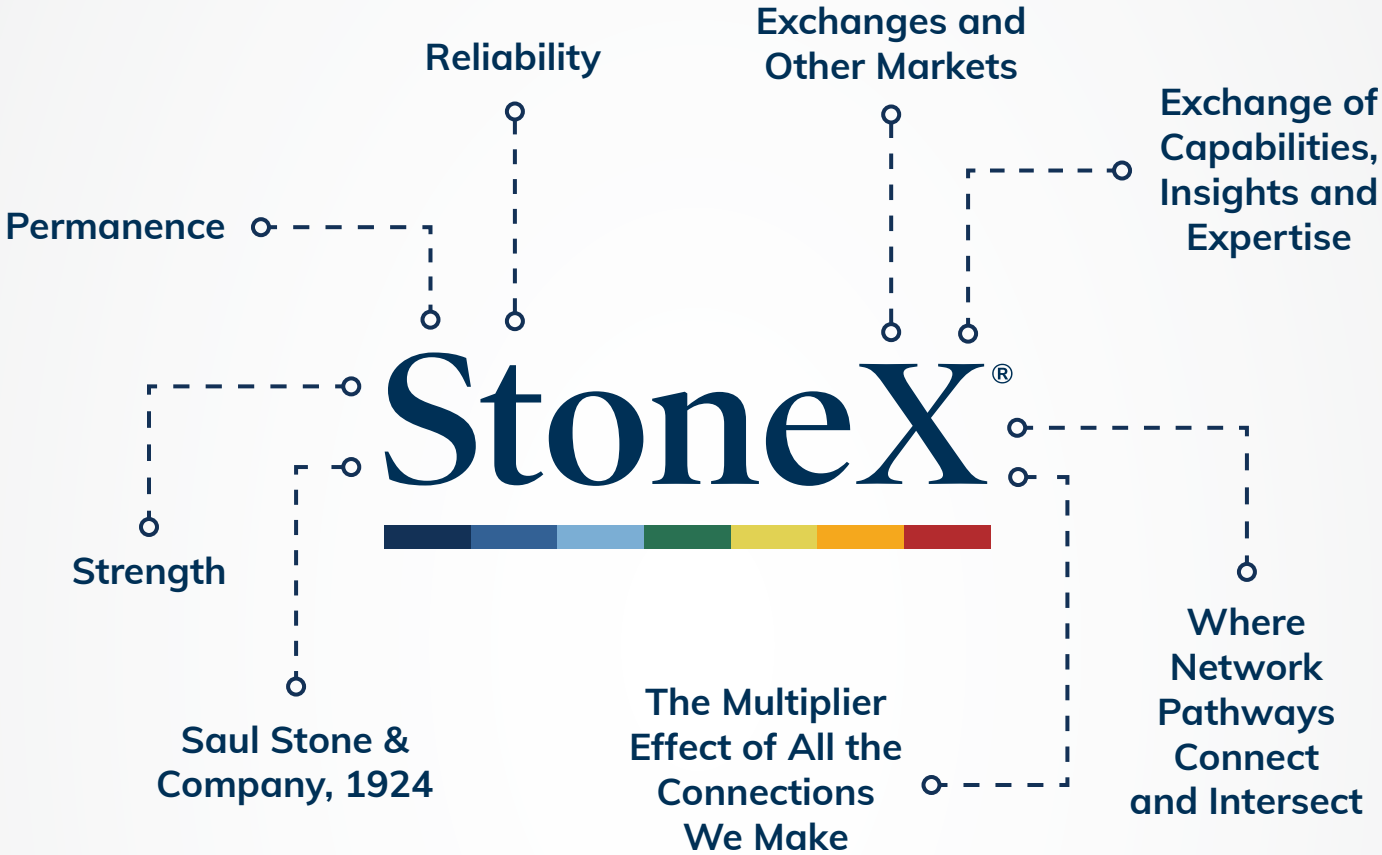 Exchanges and
Other Markets
Reliability
Exchange of
Capabilities,
Insights and
Expertise
Permanence
StoneX®
Strength
Where
Network
Pathways
Connect
and Intersect
Saul Stone &
Company, 1924
The Multiplier
Effect of All the
Connections
We Make